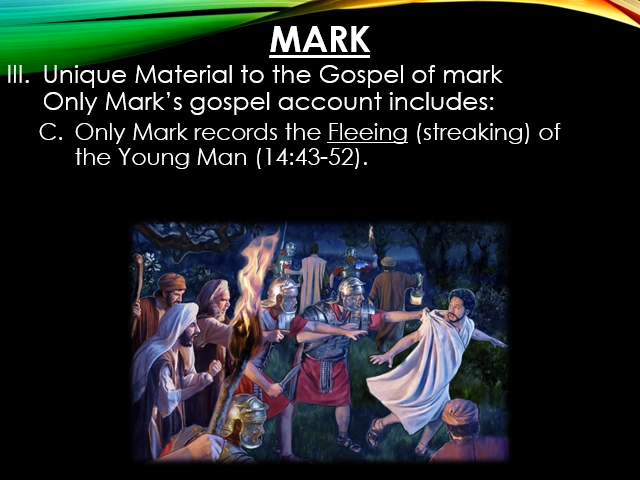 MARK
III. Unique Material to the Gospel of mark
Only Mark's gospel account includes:
C. Only Mark records the Fleeing (streaking) of
the Young Man (14:43-52).